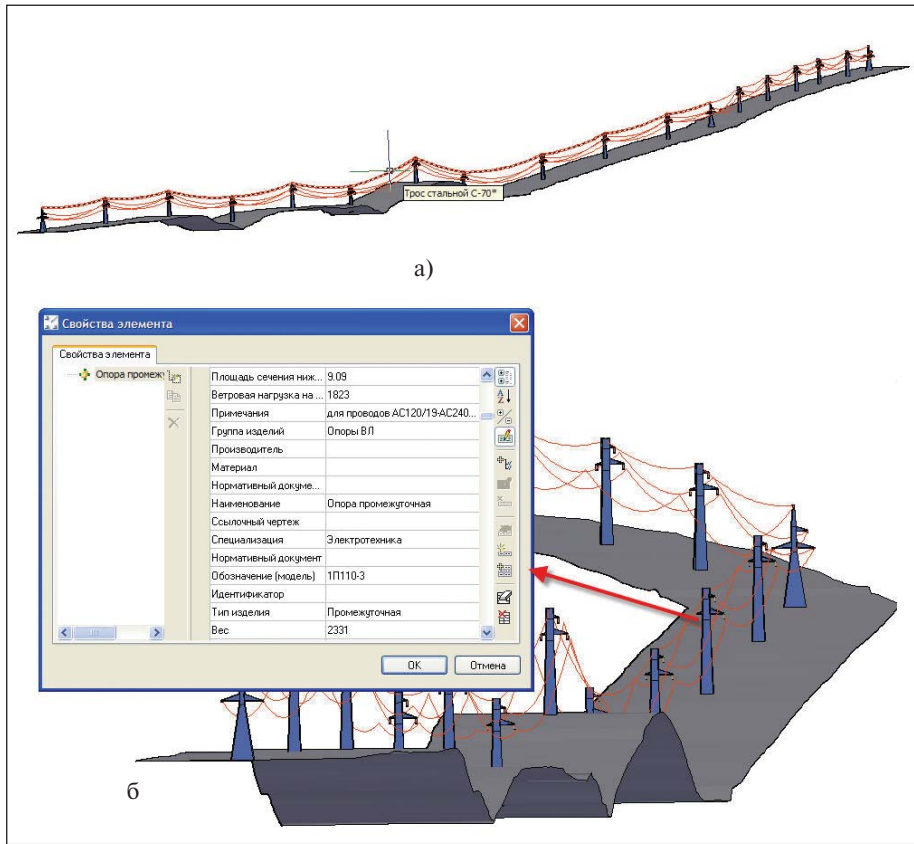 Трос стальной С-70*
а)
Свойства элемента
Свойства элемента
Опора промежу
Площадь сечения ниж... 9.09
Ветровая нагрузка на ... 1823
Примечания для проводов АС120/19-АС240...
Группа изделий Опоры ВЛ
Производитель
Материал
Нормативный докуме...
Наименование Опора промежуточная
Ссылочный чертеж
Специализация Электротехника
Нормативный документ
Обозначение (модель) 1П110-3
Идентификатор
Тип изделия Промежуточная
Вес 2331
OK Отмена
б